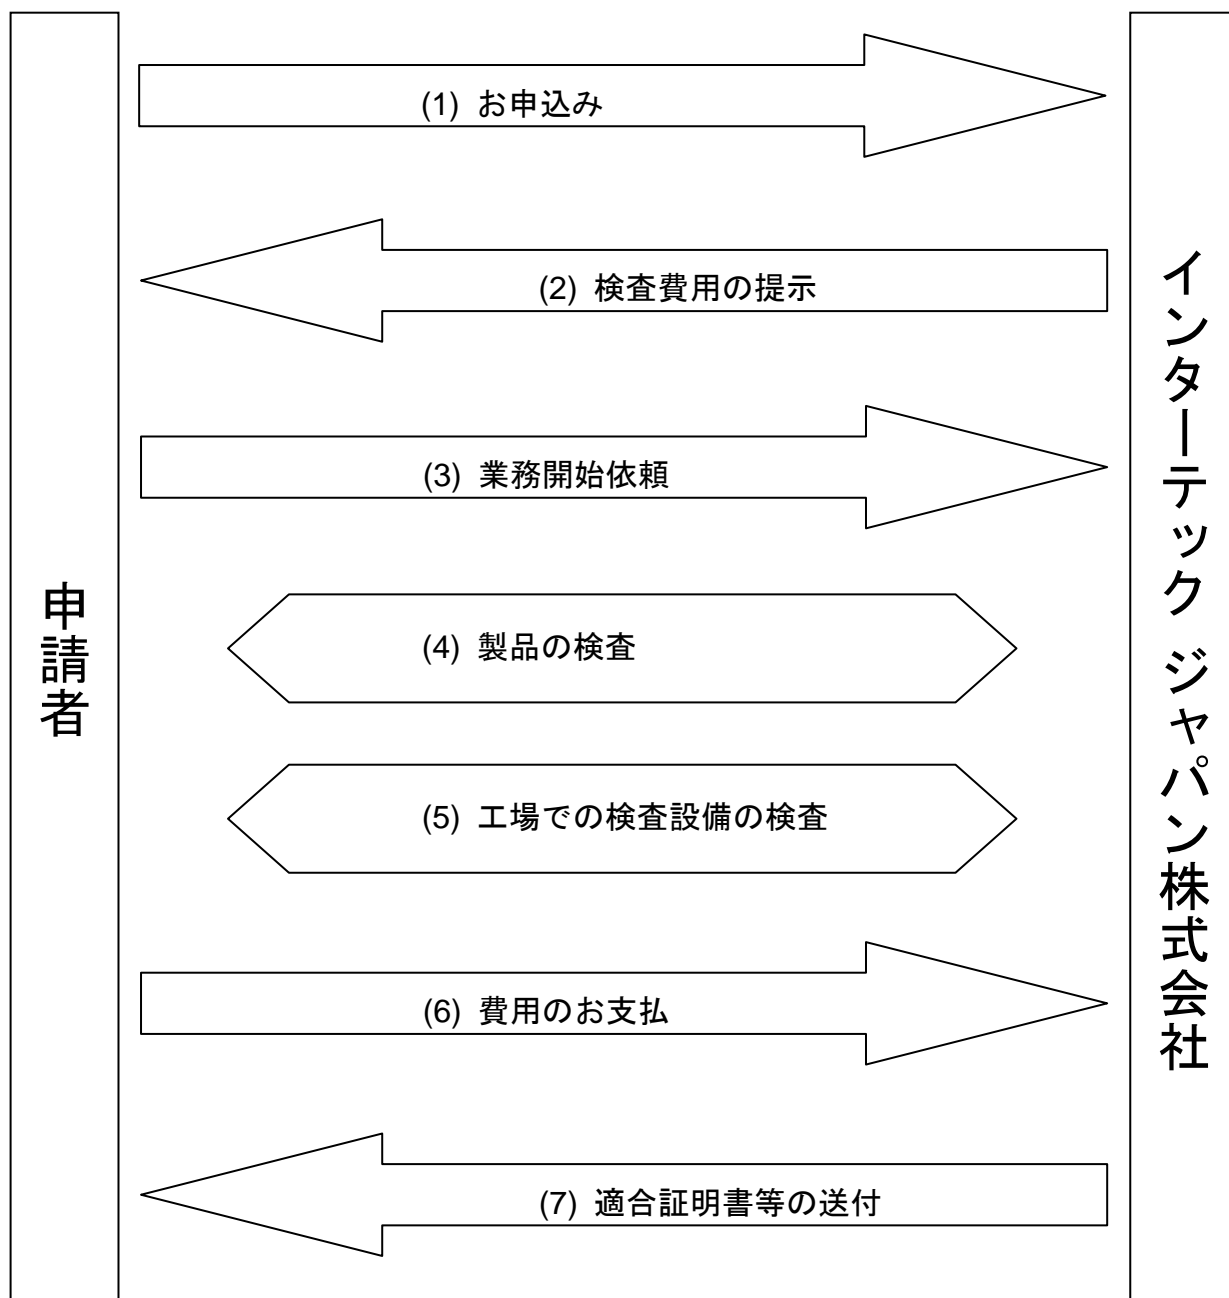 (1) お申込み
(2) 検査費用の提示
(3) 業務開始依頼
申請者
(4) 製品の検査
(5) 工場での検査設備の検査
(6) 費用のお支払
(7) 適合証明書等の送付
インターテック ジャパン株式会社